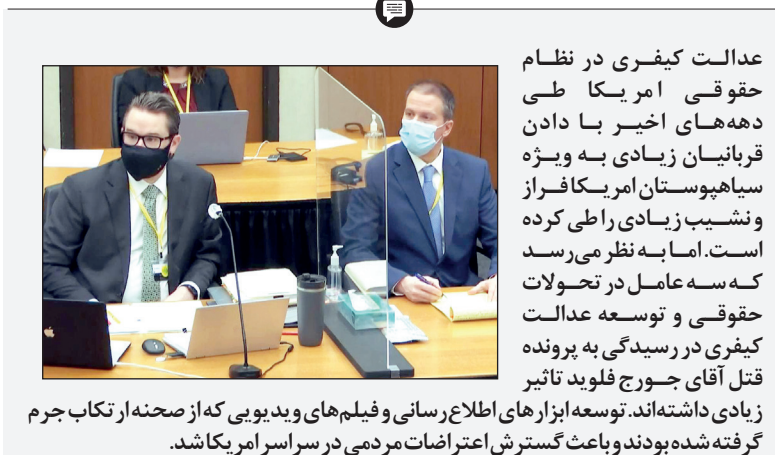 عدالت کیفری در نظام
حقوقی امریکا طی
دهه‌های اخیر با دادن
قربانیان زیادی به ویژه
سیاهپوستان امریکا فراز
و نشیب زیادی را طی کرده
است. اما به نظر می‌رسد
که سه عامل در تحولات
حقوقی و توسعه عدالت
کیفری در رسیدگی به پرونده
قتل آقای جورج فلوید تاثیر
زیادی داشته‌اند. توسعه ابزارهای اطلاع‌رسانی و فیلم‌های ویدیویی که از صحنه ارتکاب جرم
گرفته شده بودند و باعث گسترش اعتراضات مردمی در سراسر امریکا شد.